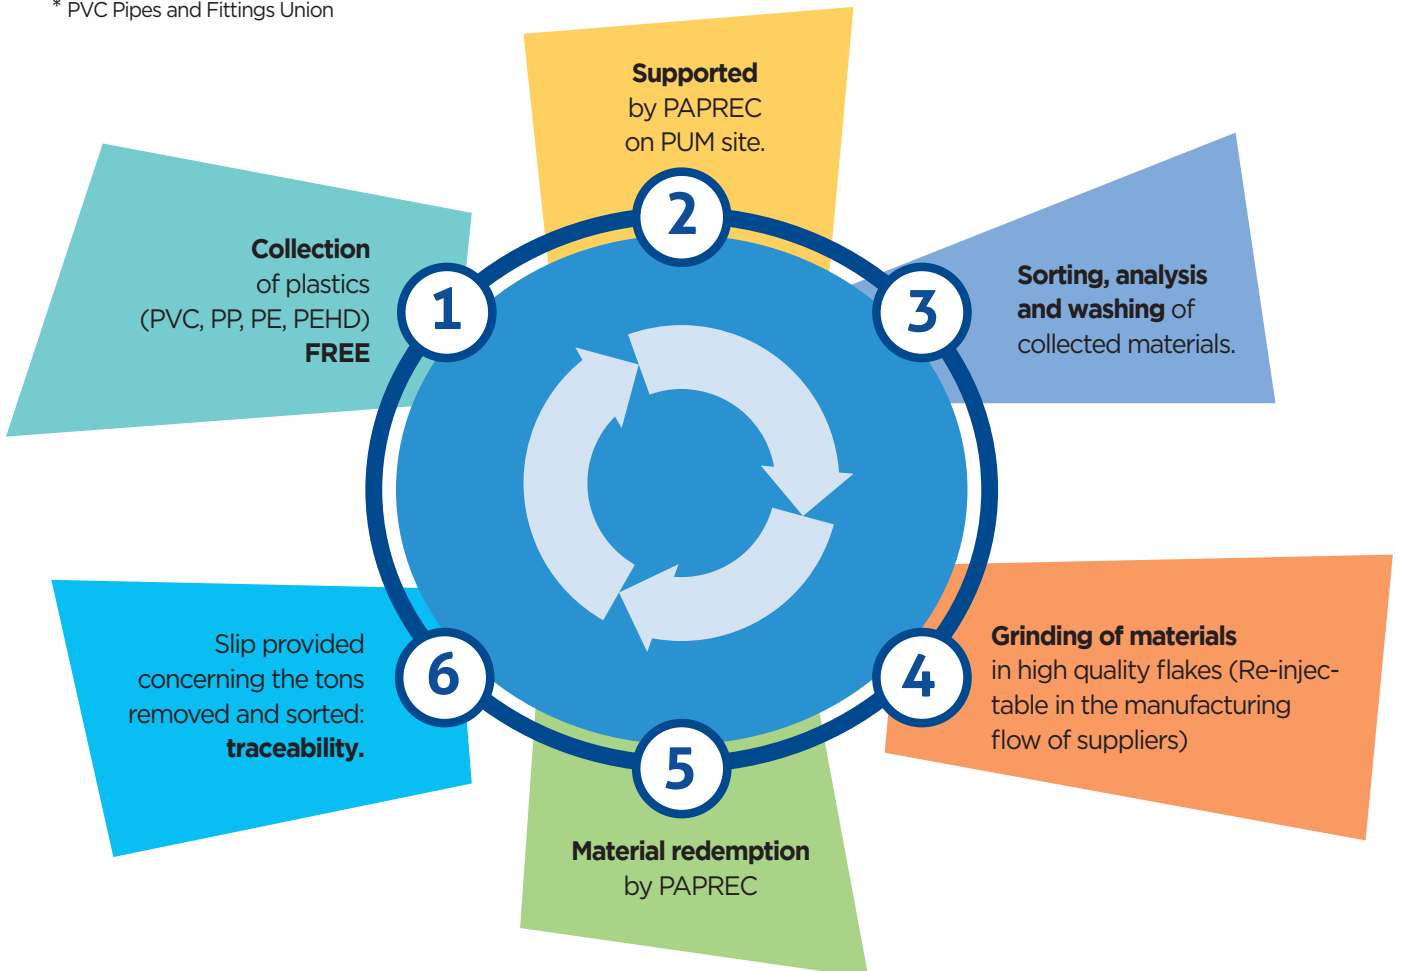 * PVC Pipes and Fittings Union
1
Collection
of plastics
(PVC, PP, PE, PEHD)
FREE
2
Supported
by PAPREC
on PUM site.
3
Sorting, analysis
and washing of
collected materials.
4
Grinding of materials
in high quality flakes (Re-injec-
table in the manufacturing
flow of suppliers)
5
Material redemption
by PAPREC
6
Slip provided
concerning the tons
removed and sorted:
traceability.